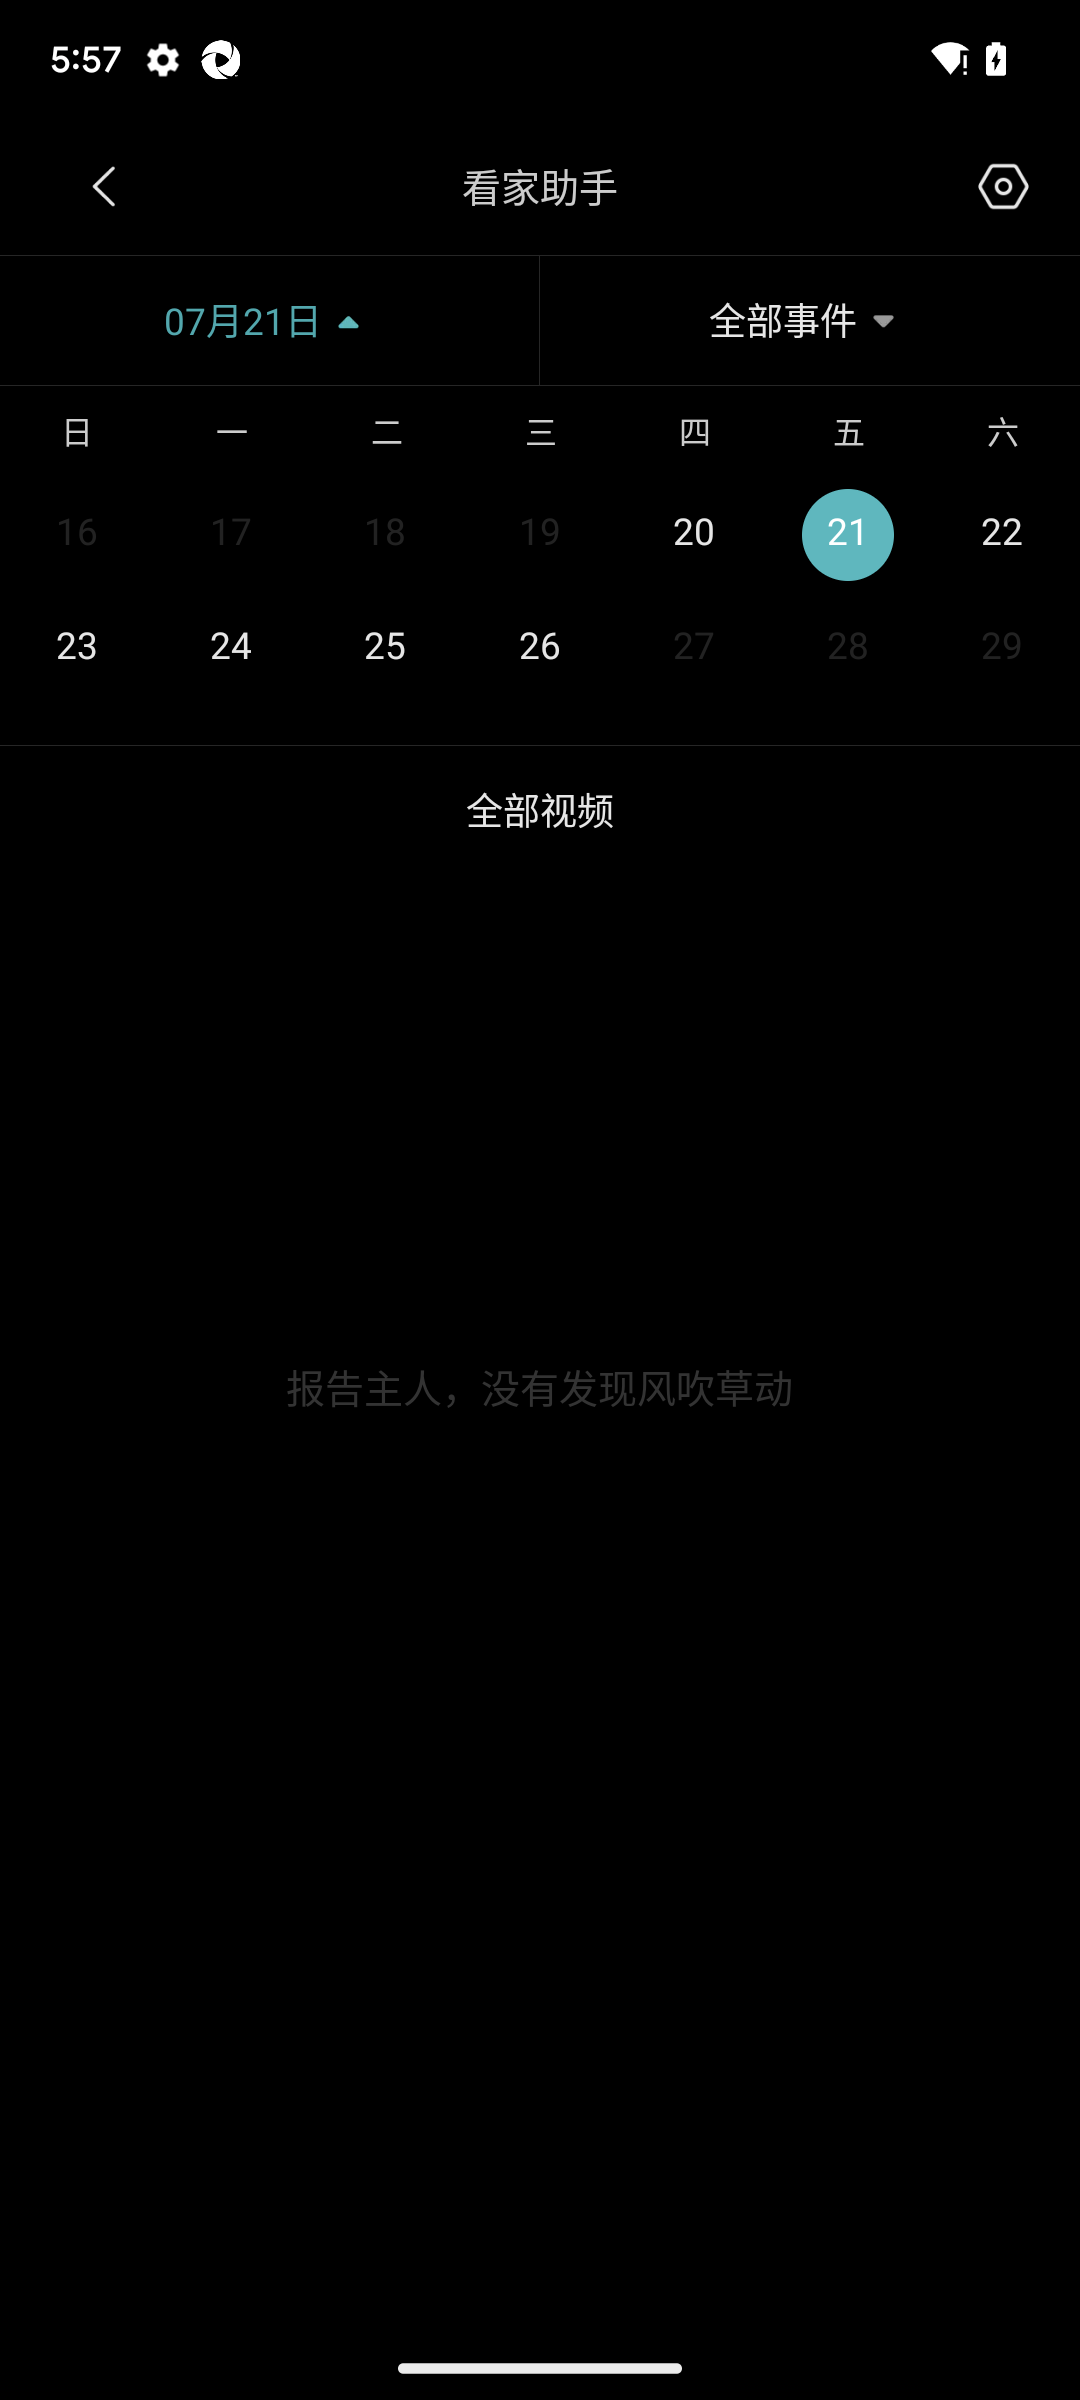 5:57
看家助手
07月21日 全部事件
日 一 二 三 四 五 六
16 17 18 19 20 21 22
23 24 25 26 27 28 29
全部视频
报告主人，没有发现风吹草动